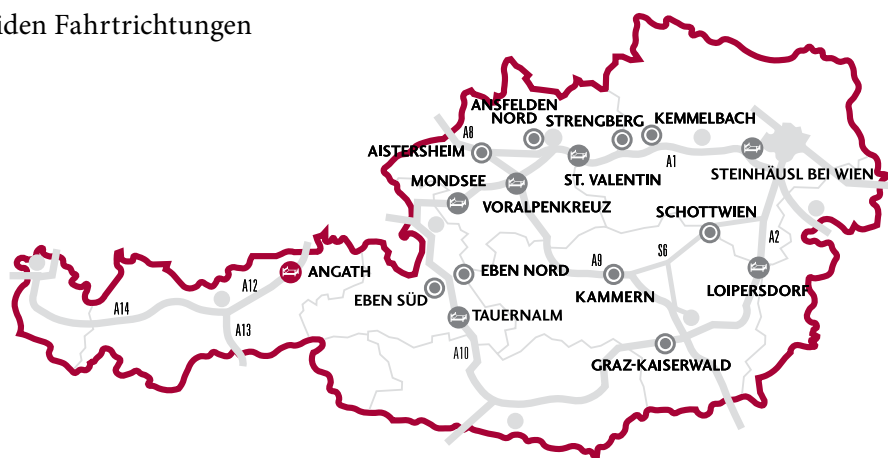 iden Fahrtrichtungen
ANSFELDEN
NORD
STRENGBERG
KEMMELBACH
A8
AISTERSHEIM
A1
MONDSEE
ST. VALENTIN
STEINHÄUSL BEI WIEN
VORALPENKREUZ
SCHOTTWIEN
A2
S6
A9
ANGATH
EBEN NORD
A12
EBEN SÜD
KAMMERN
LOIPERSDORF
A14
TAUERNALM
A13
A10
GRAZ-KAISERWALD